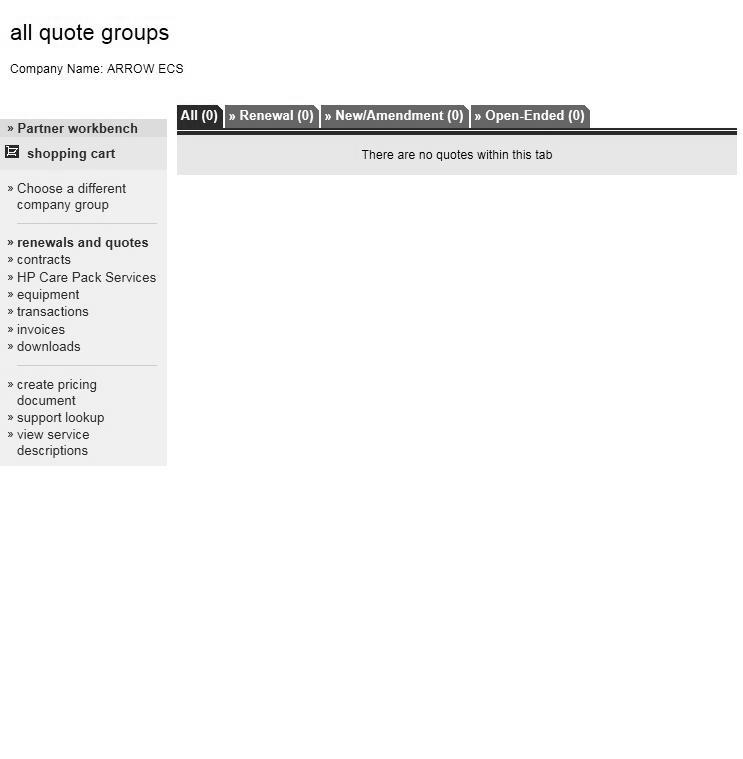 all quote groups
Company Name: ARROW ECS
All (0) » Renewal (0) » New/Amendment (0) » Open-Ended (0)
There are no quotes within this tab
» Partner workbench
shopping cart
» Choose a different
company group
» renewals and quotes
» contracts
» HP Care Pack Services
» equipment
» transactions
» invoices
» downloads
» create pricing
document
» support lookup
» view service
descriptions